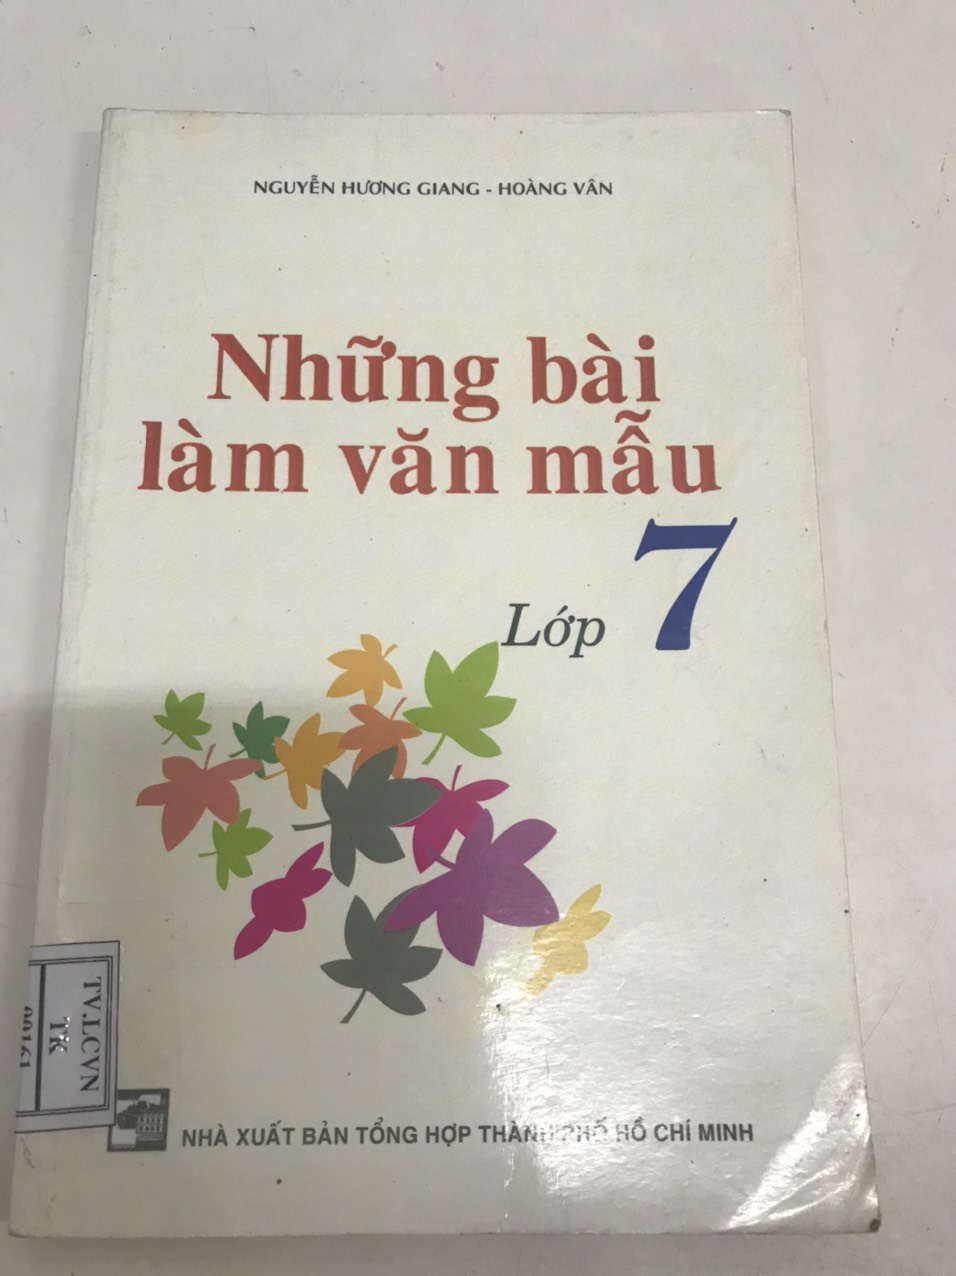 NGUYỄN HƯƠNG GIANG - HOÀNG VÂN
Những bài
làm văn mẫu
Lớp 7
TV.LCVN
TK
00161
NHÀ XUẤT BẢN TỔNG HỢP THÀNH PHỐ HỒ CHÍ MINH